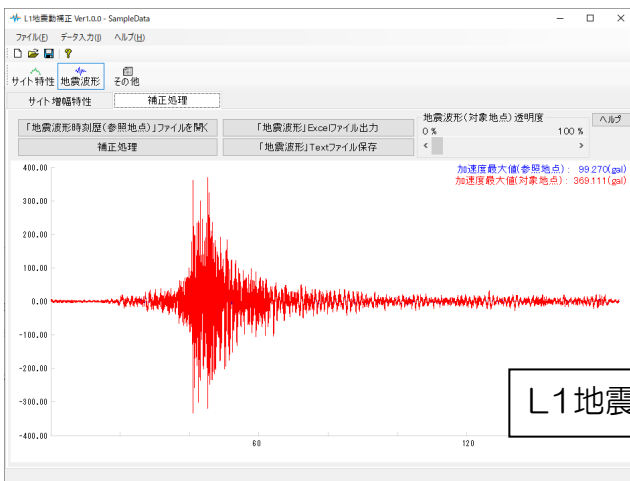 L1地震動補正 Ver1.0.0 - SampleData
ファイル(F) データ入力(I) ヘルプ(H)
サイト特性 地震波形 その他
サイト増幅特性 補正処理
「地震波形時刻歴(参照地点)」ファイルを開く 「地震波形」Excelファイル出力 地震波形(対象地点)透明度 ヘルプ
0% 100%
補正処理 「地震波形」Textファイル保存
加速度最大値(参照地点): 99.270(gal)
加速度最大値(対象地点): 369.111(gal)
400.00
300.00
200.00
100.00
0.00
-100.00
-200.00
-300.00
-400.00
60 120
L1地震